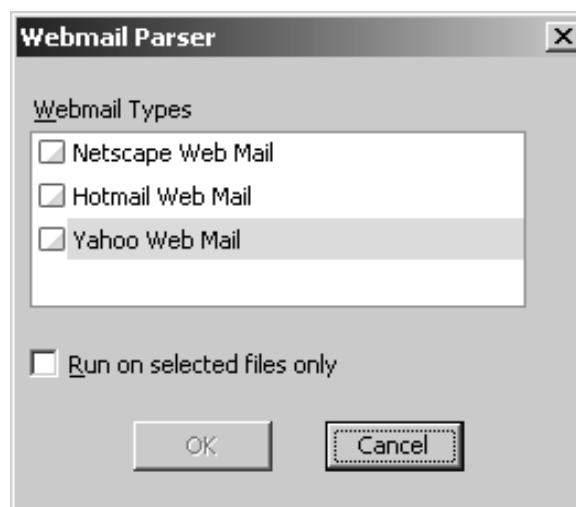 Webmail Parser
Webmail Types
Netscape Web Mail
Hotmail Web Mail
Yahoo Web Mail
Run on selected files only
OK
Cancel